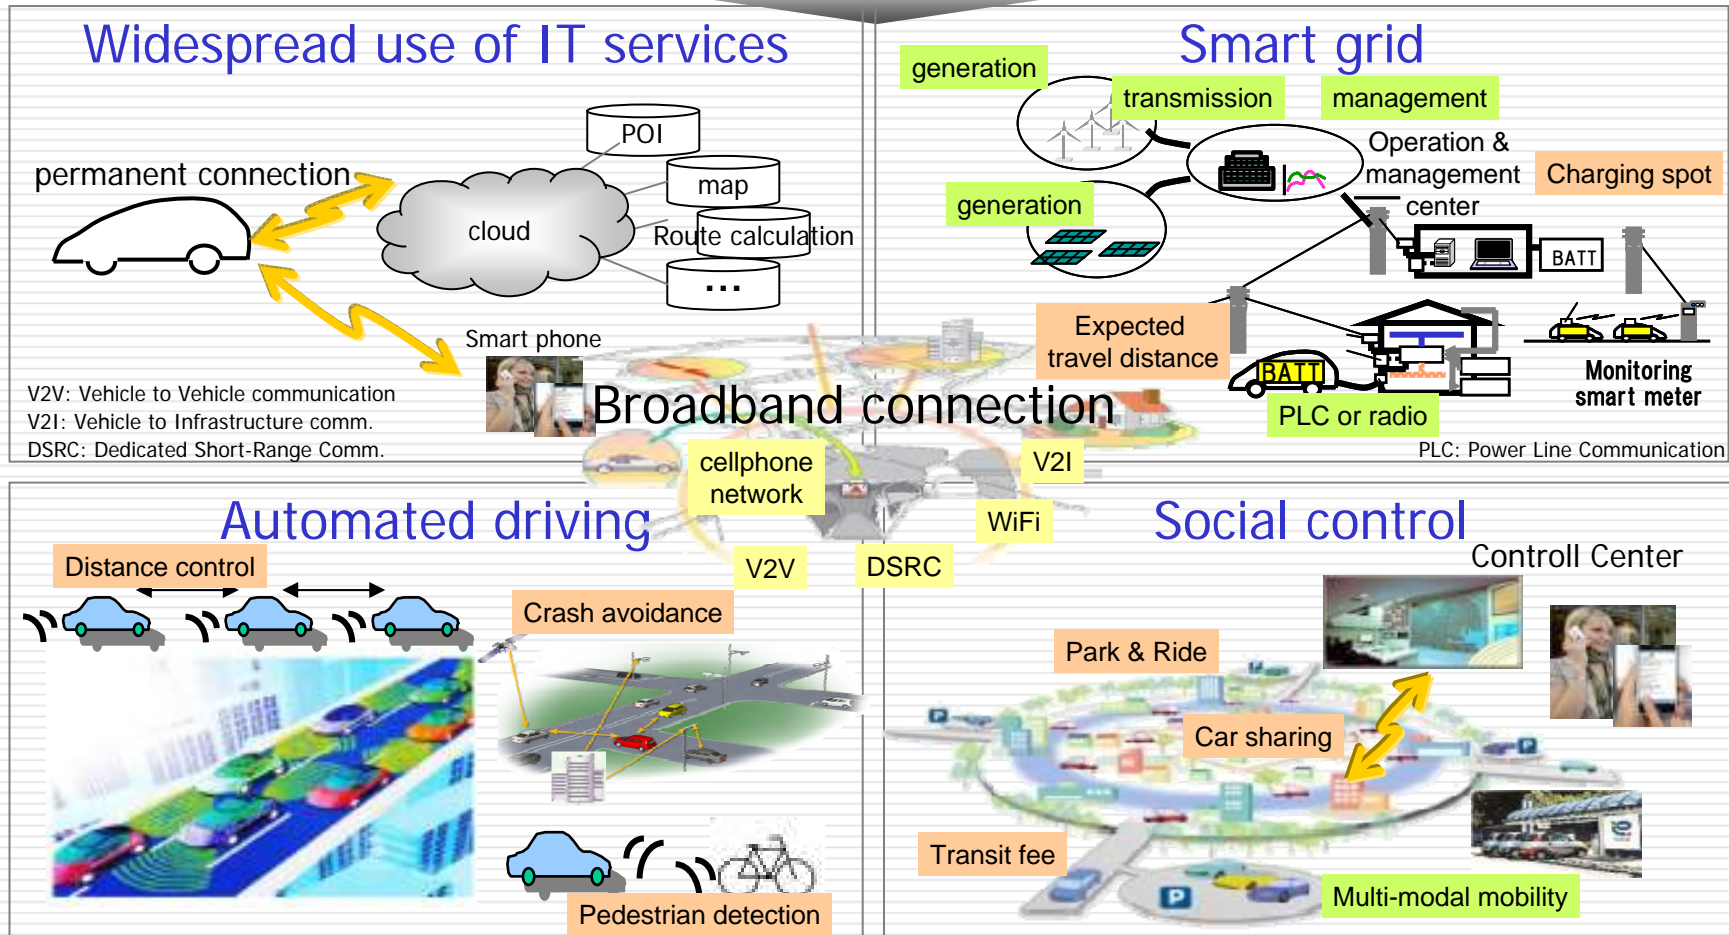 Widespread use of IT services
permanent connection
cloud
POI
map
Route calculation
...
Smart phone
V2V: Vehicle to Vehicle communication
V2I: Vehicle to Infrastructure comm.
DSRC: Dedicated Short-Range Comm.
Smart grid
generation
transmission
management
Operation &
management
center
Charging spot
generation
BATT
Expected
travel distance
BATT
PLC or radio
Monitoring
smart meter
PLC: Power Line Communication
Broadband connection
cellphone
network
V2I
WiFi
V2V
DSRC
Automated driving
Distance control
Crash avoidance
Pedestrian detection
Social control
Controll Center
Park & Ride
Car sharing
P
P
P
Transit fee
P
Multi-modal mobility